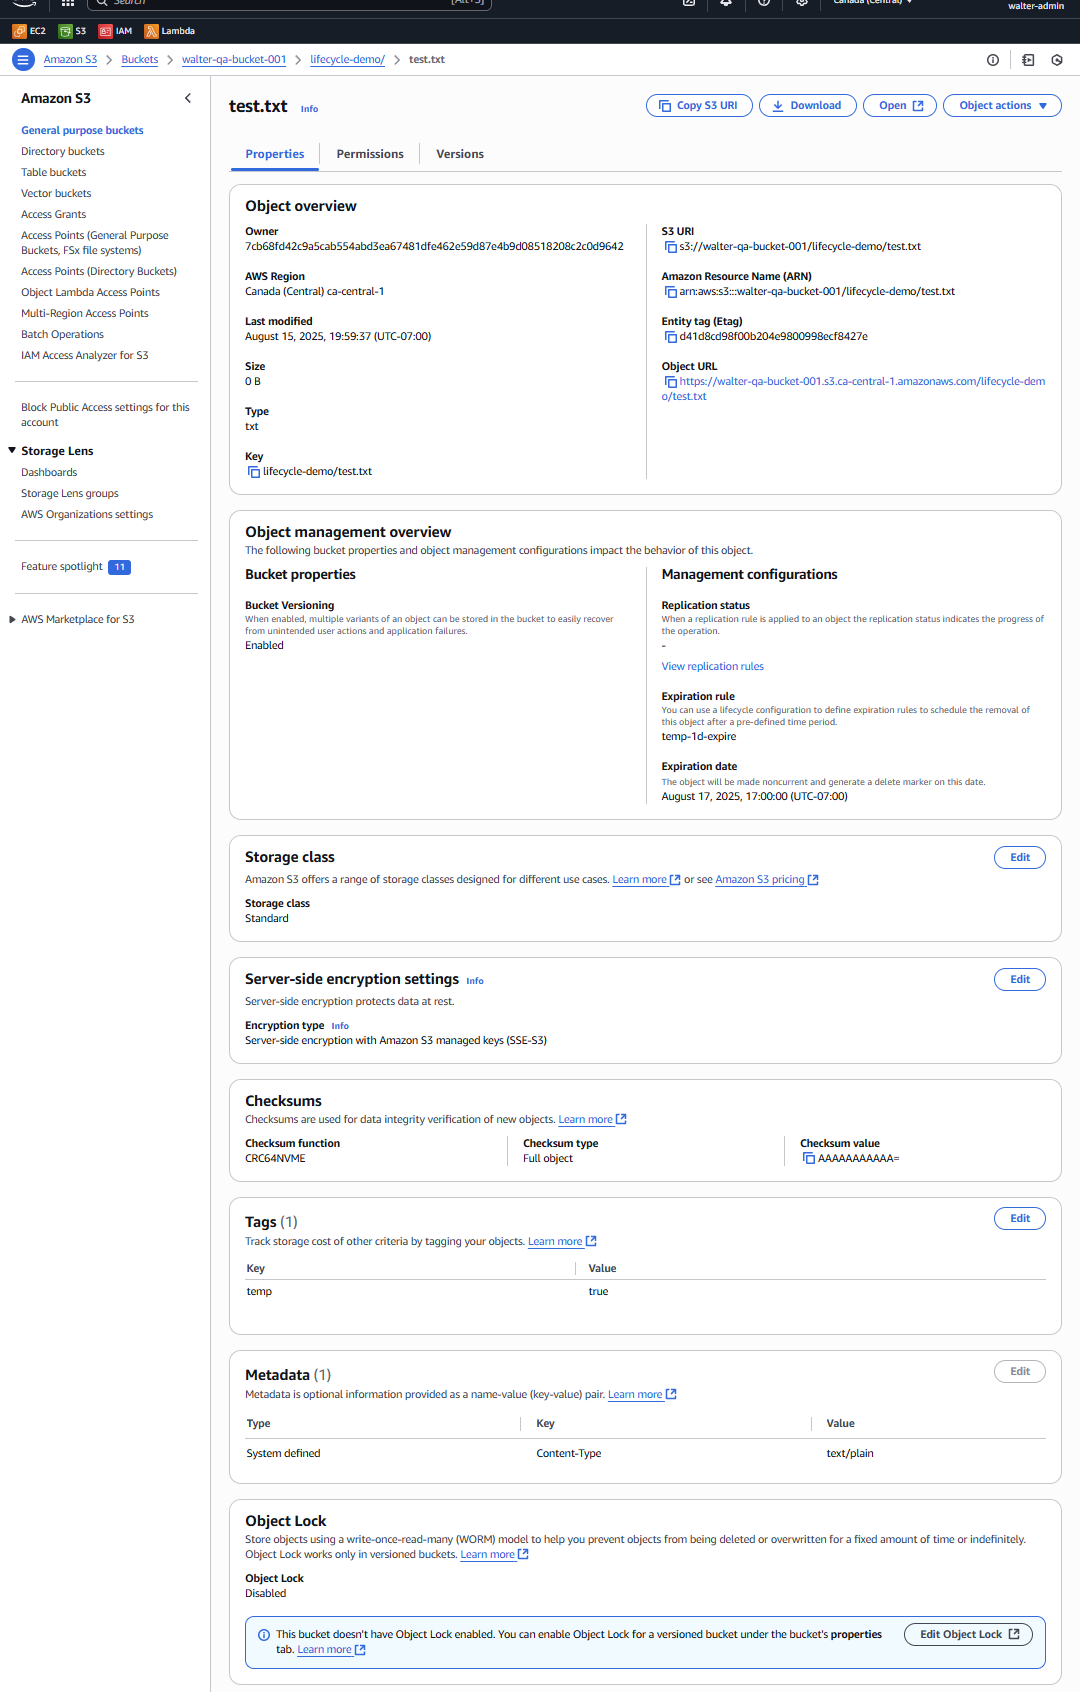 Search
[Alt+S]
Canada (Central)
walter-admin
EC2
S3
IAM
Lambda
Amazon S3
Buckets
walter-qa-bucket-001
lifecycle-demo/
test.txt
Amazon S3
General purpose buckets
Directory buckets
Table buckets
Vector buckets
Access Grants
Access Points (General Purpose
Buckets, FSx file systems)
Access Points (Directory Buckets)
Object Lambda Access Points
Multi-Region Access Points
Batch Operations
IAM Access Analyzer for S3
Block Public Access settings for this
account
Storage Lens
Dashboards
Storage Lens groups
AWS Organizations settings
Feature spotlight 11
AWS Marketplace for S3
test.txt Info
Copy S3 URI
Download
Open
Object actions
Properties
Permissions
Versions
Object overview
Owner
7cb68fd42c9a5cab554abd3ea67481dfe462e59d87e4b9d08518208c2c0d9642
AWS Region
Canada (Central) ca-central-1
Last modified
August 15, 2025, 19:59:37 (UTC-07:00)
Size
0 B
Type
txt
Key
lifecycle-demo/test.txt
S3 URI
s3://walter-qa-bucket-001/lifecycle-demo/test.txt
Amazon Resource Name (ARN)
arn:aws:s3:::walter-qa-bucket-001/lifecycle-demo/test.txt
Entity tag (Etag)
d41d8cd98f00b204e9800998ecf8427e
Object URL
https://walter-qa-bucket-001.s3.ca-central-1.amazonaws.com/lifecycle-dem
o/test.txt
Object management overview
The following bucket properties and object management configurations impact the behavior of this object.
Bucket properties
Bucket Versioning
When enabled, multiple variants of an object can be stored in the bucket to easily recover
from unintended user actions and application failures.
Enabled
Management configurations
Replication status
When a replication rule is applied to an object the replication status indicates the progress of
the operation.
-
View replication rules
Expiration rule
You can use a lifecycle configuration to define expiration rules to schedule the removal of
this object after a pre-defined time period.
temp-1d-expire
Expiration date
The object will be made noncurrent and generate a delete marker on this date.
August 17, 2025, 17:00:00 (UTC-07:00)
Storage class
Edit
Amazon S3 offers a range of storage classes designed for different use cases. Learn more or see Amazon S3 pricing
Storage class
Standard
Server-side encryption settings Info
Edit
Server-side encryption protects data at rest.
Encryption type Info
Server-side encryption with Amazon S3 managed keys (SSE-S3)
Checksums
Checksums are used for data integrity verification of new objects. Learn more
Checksum function
CRC64NVME
Checksum type
Full object
Checksum value
AAAAAAAAAAA=
Tags (1)
Edit
Track storage cost of other criteria by tagging your objects. Learn more
Key Value
temp true
Metadata (1)
Edit
Metadata is optional information provided as a name-value (key-value) pair. Learn more
Type Key Value
System defined Content-Type text/plain
Object Lock
Store objects using a write-once-read-many (WORM) model to help you prevent objects from being deleted or overwritten for a fixed amount of time or indefinitely.
Object Lock works only in versioned buckets. Learn more
Object Lock
Disabled
This bucket doesn't have Object Lock enabled. You can enable Object Lock for a versioned bucket under the bucket's properties
tab. Learn more
Edit Object Lock